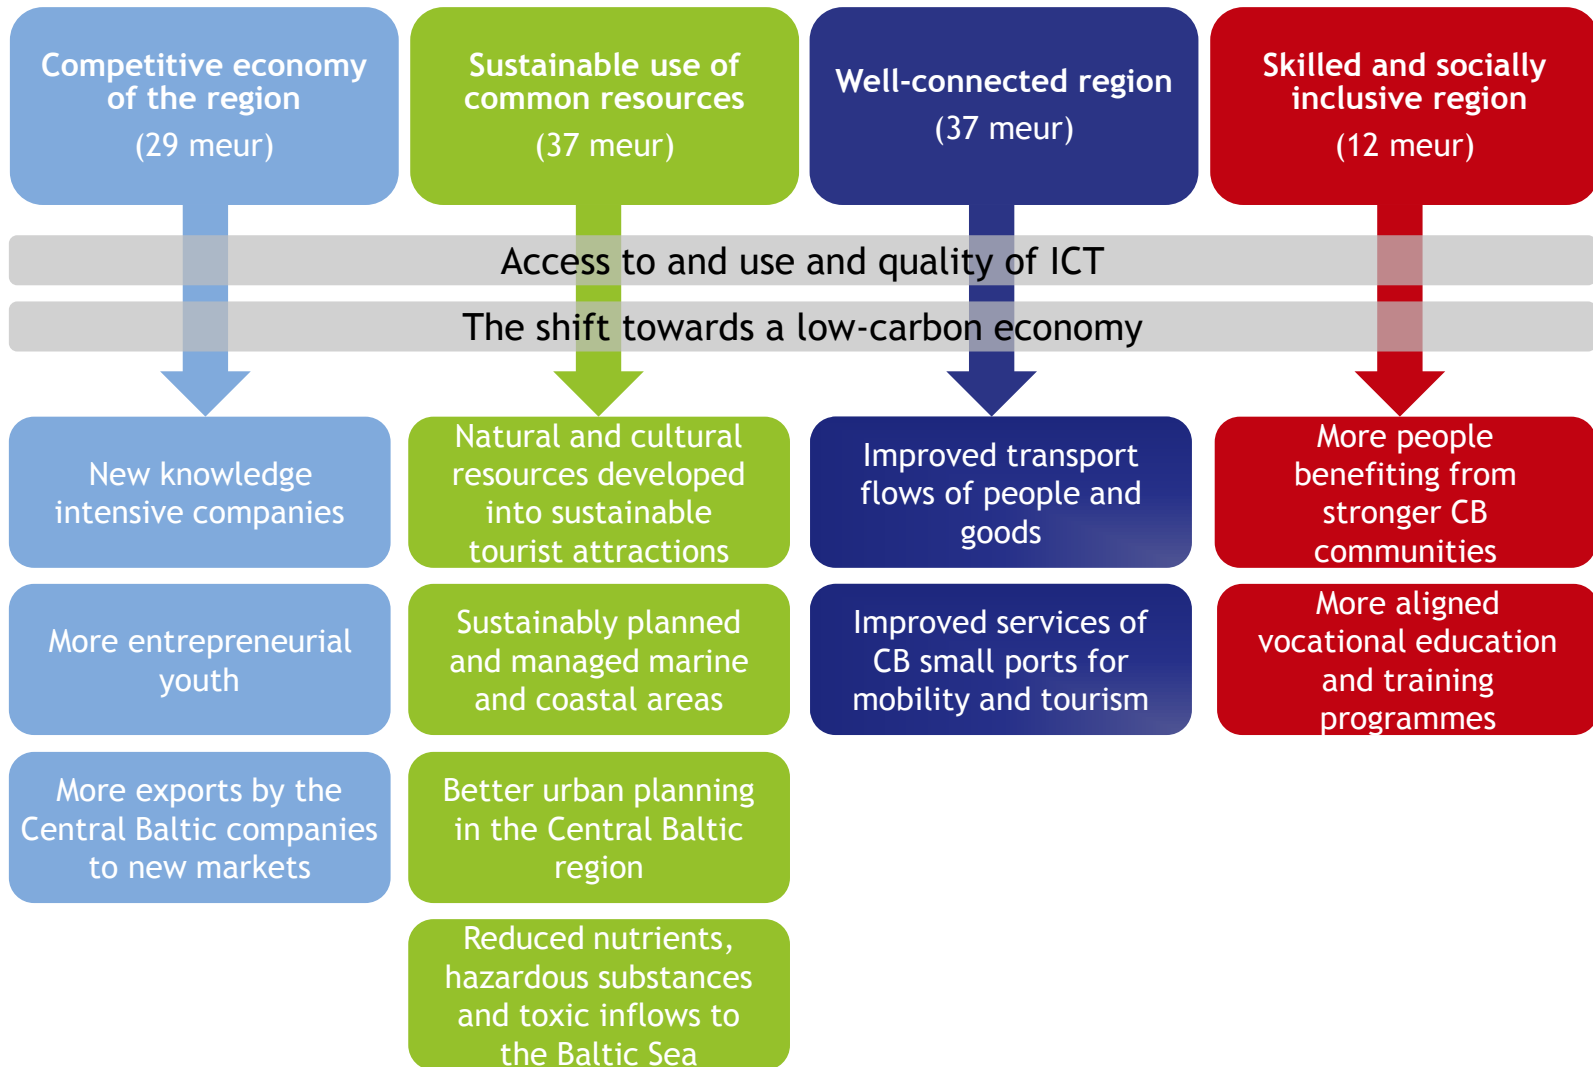 Competitive economy
of the region
(29 meur)
Sustainable use of
common resources
(37 meur)
Well-connected region
(37 meur)
Skilled and socially
inclusive region
(12 meur)
Access to and use and quality of ICT
The shift towards a low-carbon economy
New knowledge
intensive companies
More entrepreneurial
youth
More exports by the
Central Baltic companies
to new markets
Natural and cultural
resources developed
into sustainable
tourist attractions
Sustainably planned
and managed marine
and coastal areas
Better urban planning
in the Central Baltic
region
Reduced nutrients,
hazardous substances
and toxic inflows to
the Baltic Sea
Improved transport
flows of people and
goods
Improved services of
CB small ports for
mobility and tourism
More people
benefiting from
stronger CB
communities
More aligned
vocational education
and training
programmes